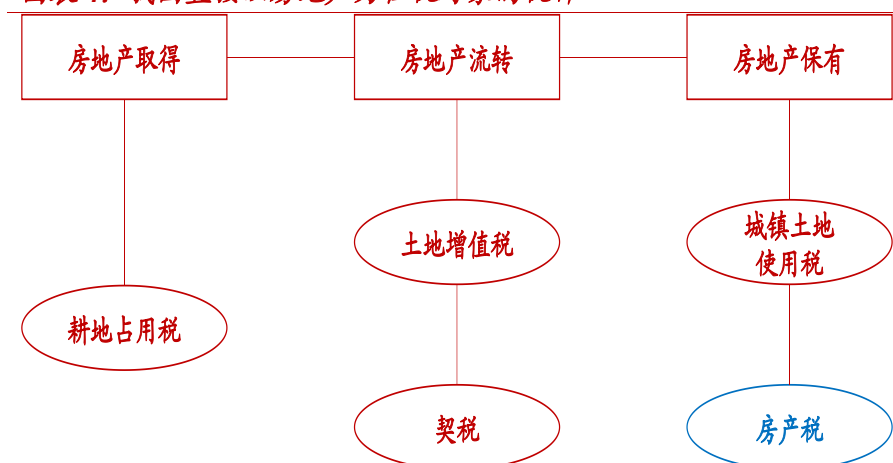 房地产取得
房地产流转
房地产保有
土地增值税
城镇土地
使用税
耕地占用税
契税
房产税